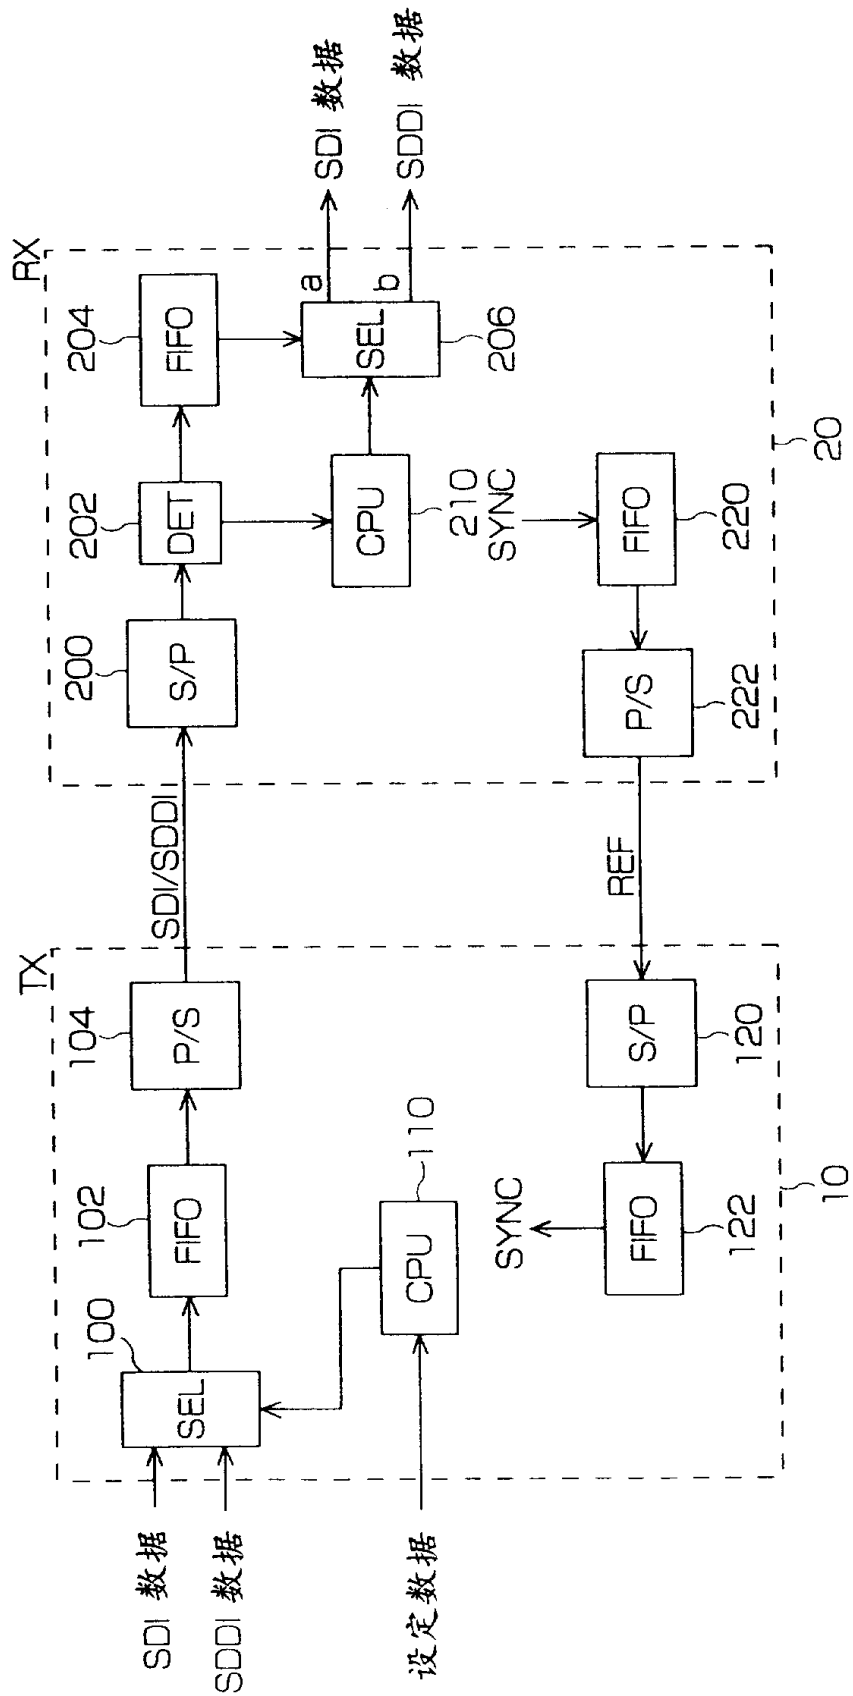 TX
RX
SDI 数据
SDDI 数据
设定数据
100
SEL
102
FIFO
104
P/S
SDI/SDDI
200
S/P
202
DET
204
FIFO
a
b
SEL
206
SDI 数据
SDDI 数据
CPU
110
CPU
210
SYNC
FIFO
122
S/P
120
REF
P/S
222
FIFO
220
SYNC
10
20